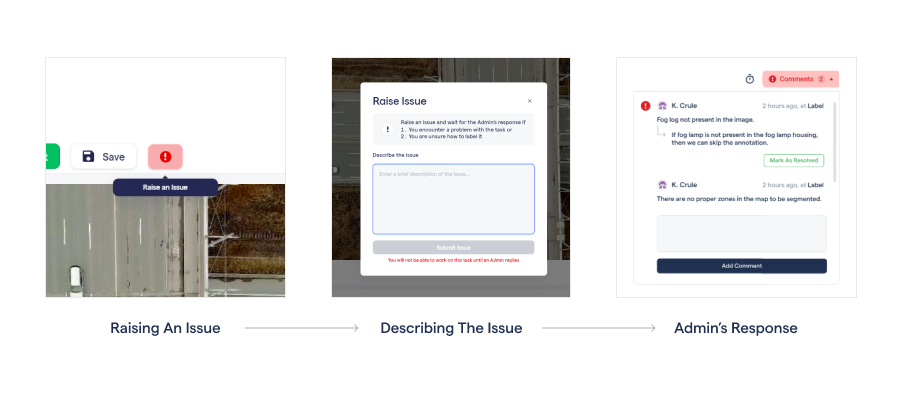 Save
Raise an Issue
Raise Issue
Raise an Issue and wait for the Admin's response if
1. You encounter a problem with the task or
2. You are unsure how to label it
Describe the Issue
Enter a brief description of the issue...
Submit Issue
You will not be able to work on this task until an Admin replies.
Comments 2
K. Crule
2 hours ago, at Label
Fog log not present in the image.
If fog lamp is not present in the fog lamp housing,
then we can skip the annotation.
Mark As Resolved
K. Crule
2 hours ago, at Label
There are no proper zones in the map to be segmented.
Add Comment
Raising An Issue
Describing The Issue
Admin's Response